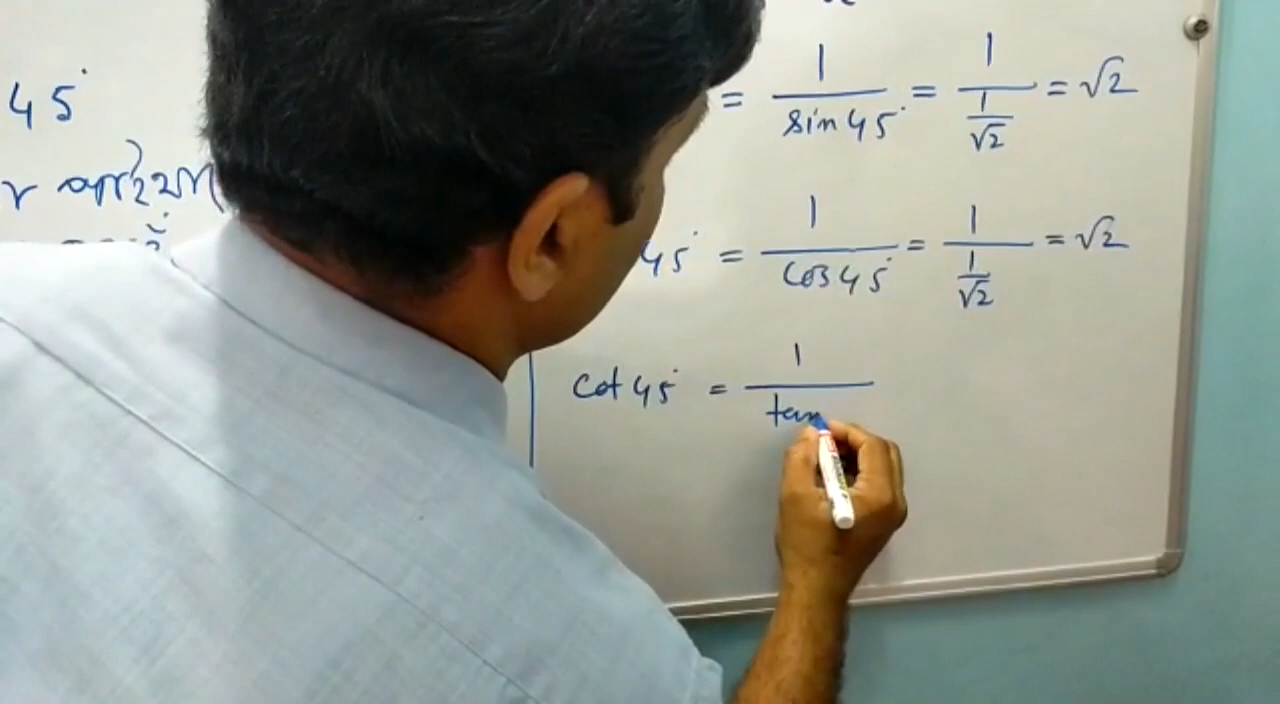 45°
= 1/sin 45° = 1/(1/√2) = √2
45° = 1/cos 45° = 1/(1/√2) = √2
cot 45° = 1/tan